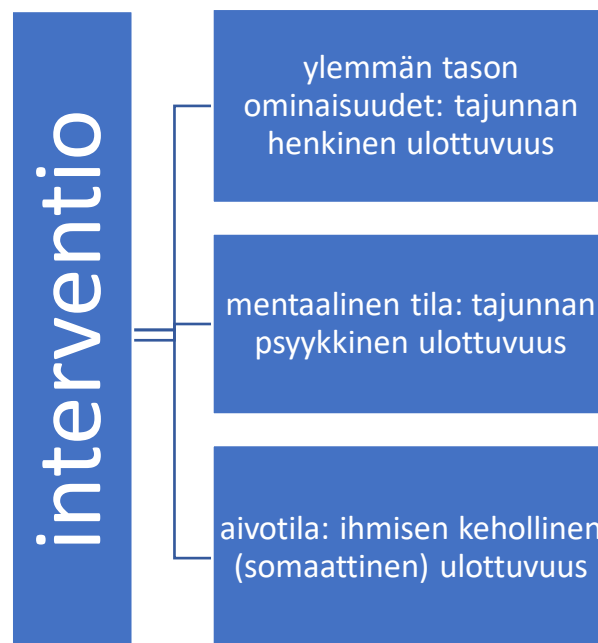 interventio
ylemmän tason
ominaisuudet: tajunnan
henkinen ulottuvuus
mentaalinen tila: tajunnan
psyykkinen ulottuvuus
aivotila: ihmisen kehollinen
(somaattinen) ulottuvuus